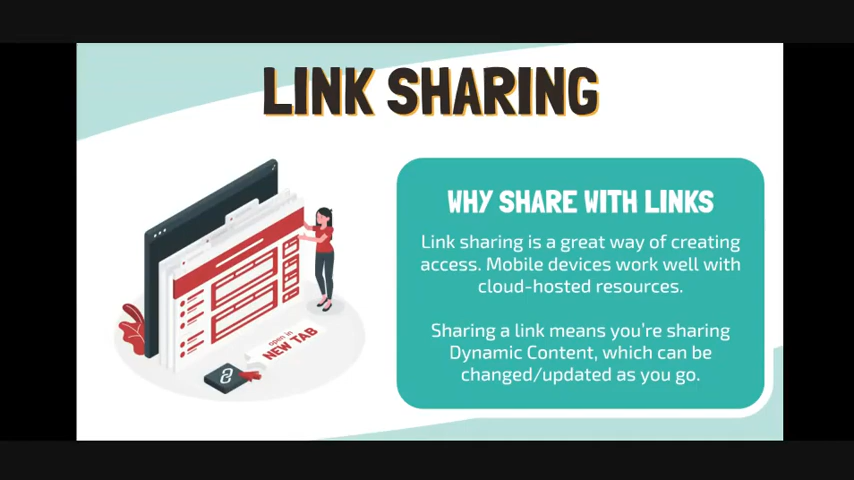 LINK SHARING
WHY SHARE WITH LINKS
Link sharing is a great way of creating
access. Mobile devices work well with
cloud-hosted resources.
Sharing a link means you're sharing
Dynamic Content, which can be
changed/updated as you go.
open in
NEW TAB